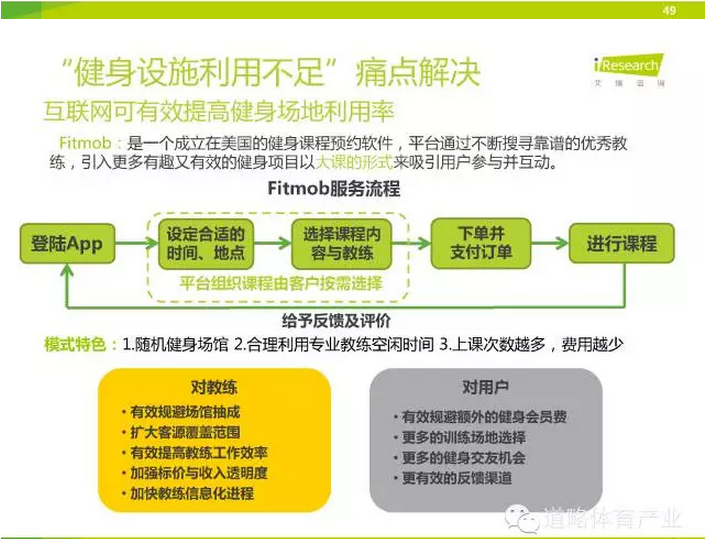 49
“健身设施利用不足”痛点解决
iResearch
艾瑞咨询
互联网可有效提高健身场地利用率
Fitmob：是一个成立在美国的健身课程预约软件，平台通过不断搜寻靠谱的优秀教
练，引入更多有趣又有效的健身项目以大课的形式来吸引用户参与并互动。
Fitmob服务流程
登陆App
设定合适的
时间、地点
选择课程内
容与教练
下单并
支付订单
进行课程
平台组织课程由客户按需选择
给予反馈及评价
模式特色：1.随机健身场馆 2.合理利用专业教练空闲时间 3.上课次数越多，费用越少
对教练
• 有效规避场馆抽成
• 扩大客源覆盖范围
• 有效提高教练工作效率
• 加强标价与收入透明度
• 加快教练信息化进程
对用户
• 有效规避额外的健身会员费
• 更多的训练场地选择
• 更多的健身交友机会
• 更有效的反馈渠道
道略体育产业